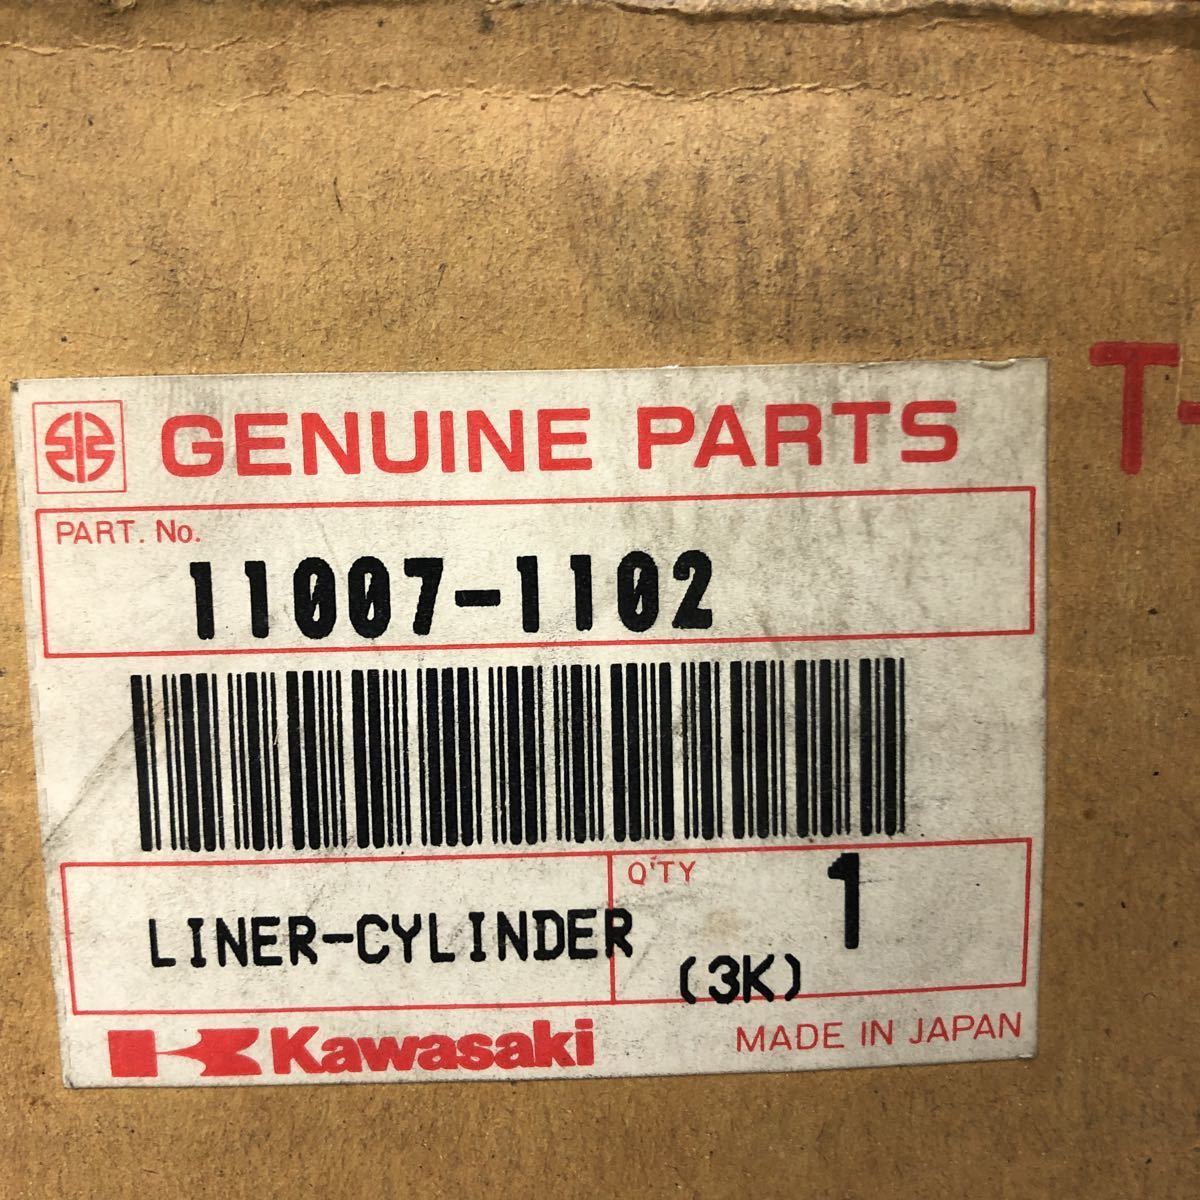 T-
GENUINE PARTS
PART. No.
11007-1102
Q'TY 1
LINER-CYLINDER
(3K)
Kawasaki
MADE IN JAPAN